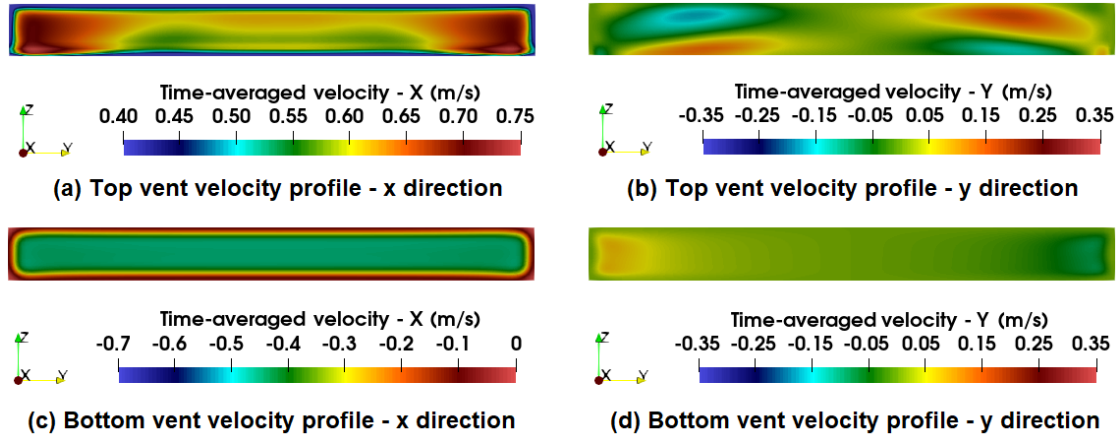 Time-averaged velocity - X (m/s)
0.40 0.45 0.50 0.55 0.60 0.65 0.70 0.75
Z
X Y
(a) Top vent velocity profile - x direction
Time-averaged velocity - Y (m/s)
-0.35 -0.25 -0.15 -0.05 0.05 0.15 0.25 0.35
Z
X Y
(b) Top vent velocity profile - y direction
Time-averaged velocity - X (m/s)
-0.7 -0.6 -0.5 -0.4 -0.3 -0.2 -0.1 0
Z
X Y
(c) Bottom vent velocity profile - x direction
Time-averaged velocity - Y (m/s)
-0.35 -0.25 -0.15 -0.05 0.05 0.15 0.25 0.35
Z
X Y
(d) Bottom vent velocity profile - y direction